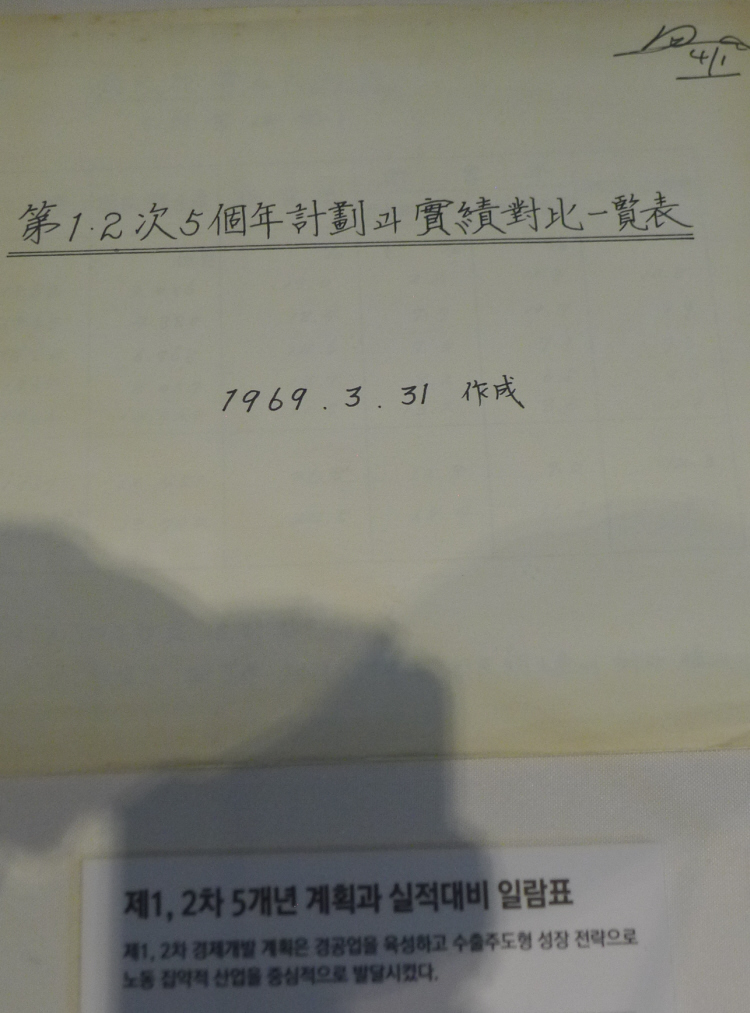 4/1
第1.2次5個年計劃과 實績對比一覽表
1969.3.31 作成
제1, 2차 5개년 계획과 실적대비 일람표
제1, 2차 경제개발 계획은 경공업을 육성하고 수출주도형 성장 전략으로
노동 집약적 산업을 중심적으로 발달시켰다.